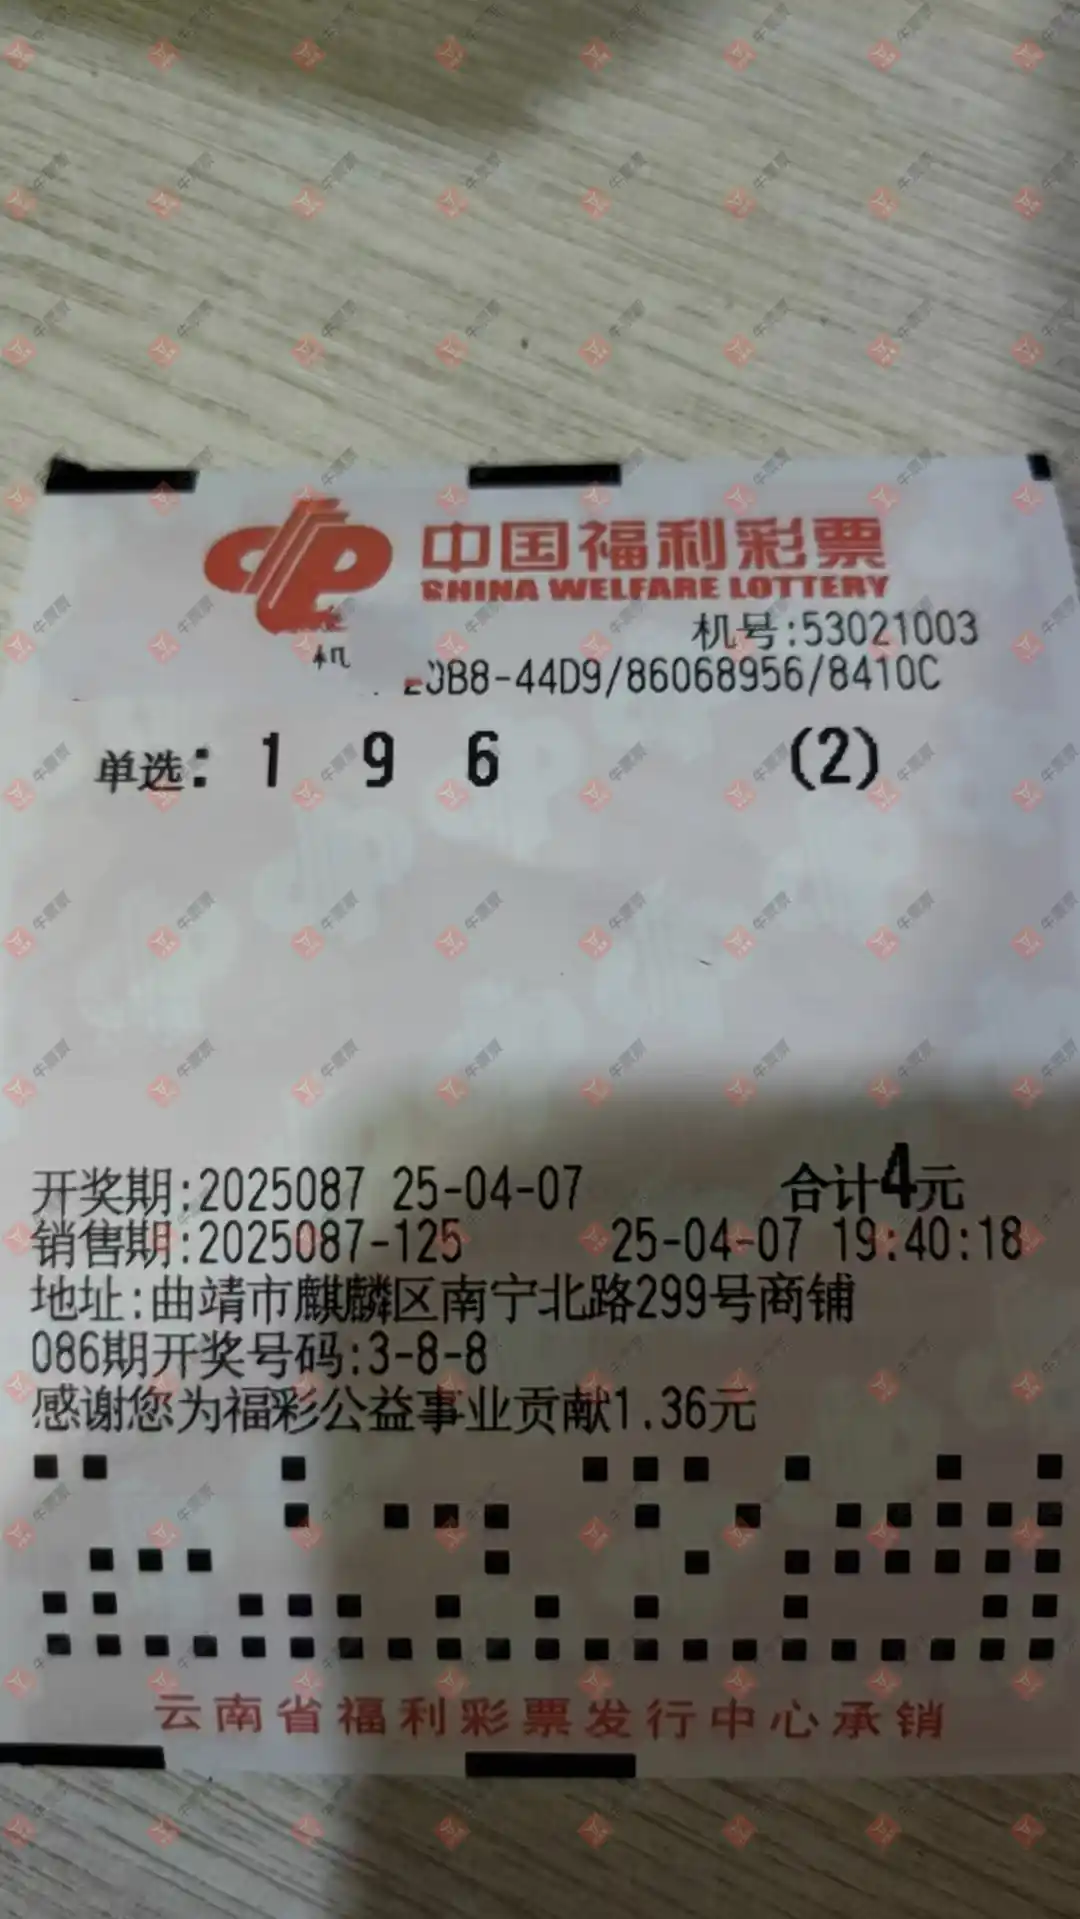 中国福利彩票
CHINA WELFARE LOTTERY
机号:53021003
机
B8-44D9/86068956/8410C
单选: 1 9 6 (2)
开奖期:2025087 25-04-07 合计4元
销售期:2025087-125 25-04-07 19:40:18
地址:曲靖市麒麟区南宁北路299号商铺
086期开奖号码:3-8-8
感谢您为福彩公益事业贡献1.36元
云南省福利彩票发行中心承销